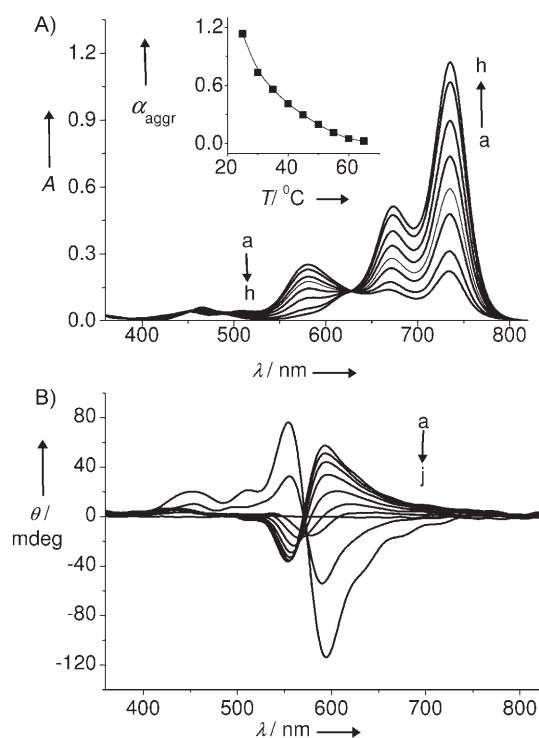 A)
1.2
0.9
0.6
0.3
0.0
A
α aggr
1.2
0.6
0.0
20 40 60
T/ °C
h
a
a
h
400 500 600 700 800
λ / nm
B)
80
40
0
-40
-80
-120
θ /
mdeg
a
j
400 500 600 700 800
λ / nm